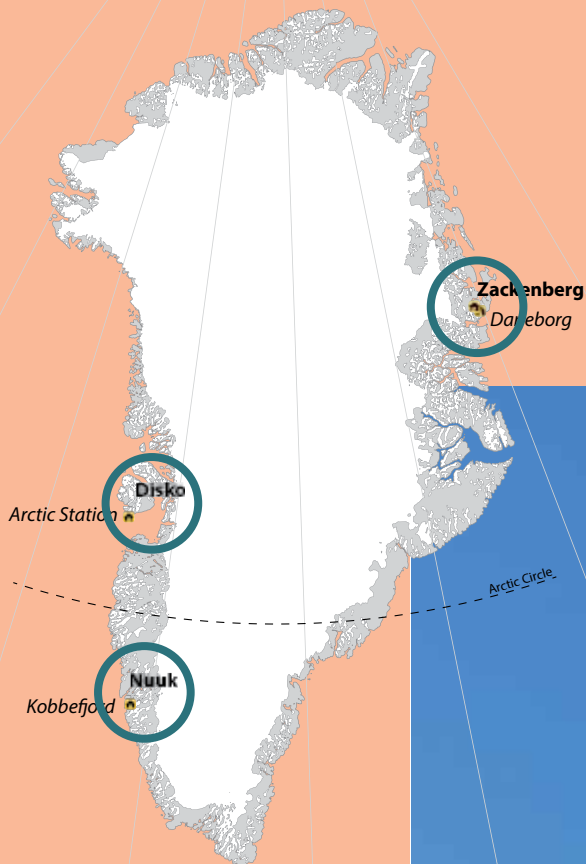 Zackenberg
Daneborg
Disko
Arctic Station
Arctic Circle
Nuuk
Kobbefjord